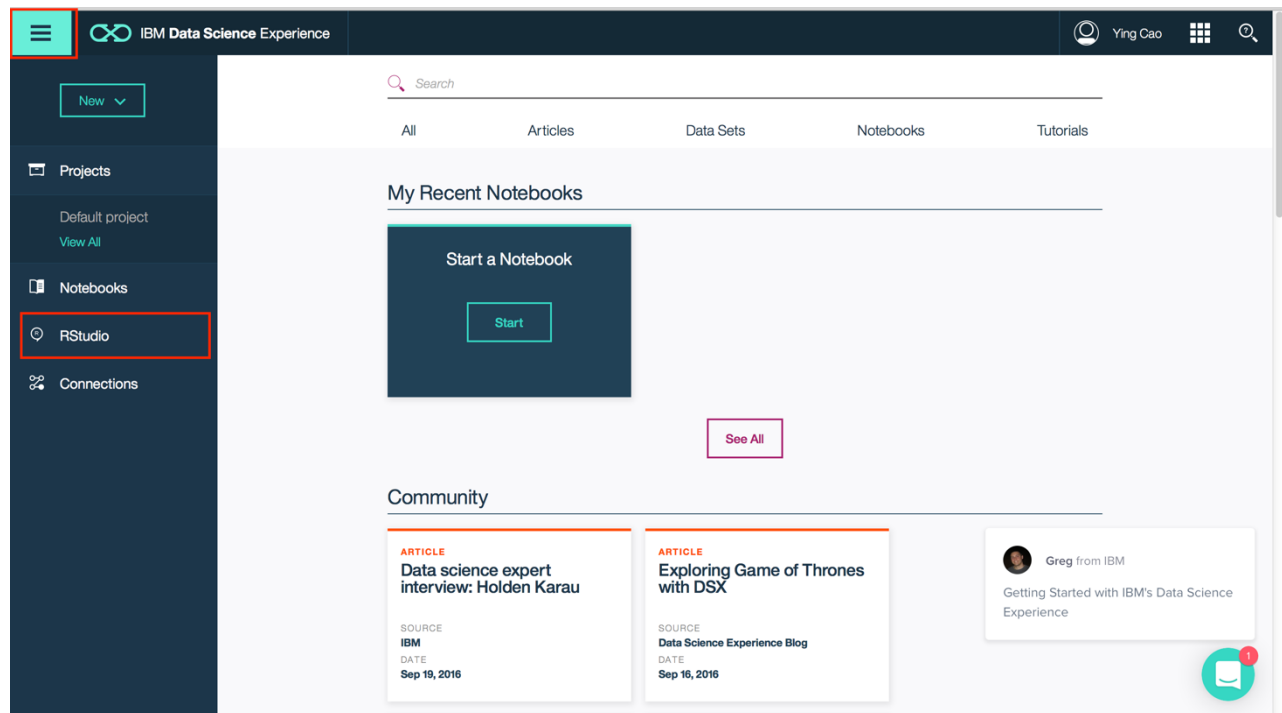 IBM Data Science Experience
Ying Cao
New
Projects
Default project
View All
Notebooks
RStudio
Connections
Search
All Articles Data Sets Notebooks Tutorials
My Recent Notebooks
Start a Notebook
Start
See All
Community
ARTICLE
Data science expert
interview: Holden Karau
SOURCE
IBM
DATE
Sep 19, 2016
ARTICLE
Exploring Game of Thrones
with DSX
SOURCE
Data Science Experience Blog
DATE
Sep 16, 2016
Greg from IBM
Getting Started with IBM's Data Science
Experience
1